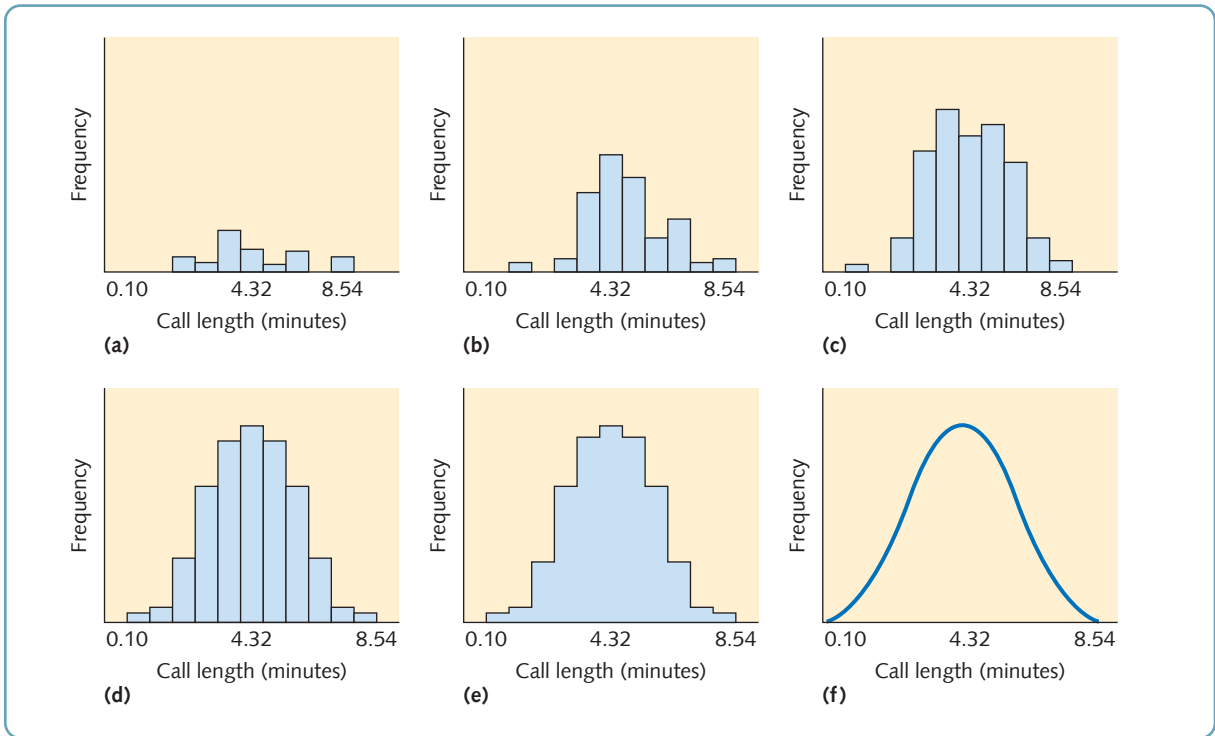 Frequency
0.10 4.32 8.54
Call length (minutes)
(a)
Frequency
0.10 4.32 8.54
Call length (minutes)
(b)
Frequency
0.10 4.32 8.54
Call length (minutes)
(c)
Frequency
0.10 4.32 8.54
Call length (minutes)
(d)
Frequency
0.10 4.32 8.54
Call length (minutes)
(e)
Frequency
0.10 4.32 8.54
Call length (minutes)
(f)